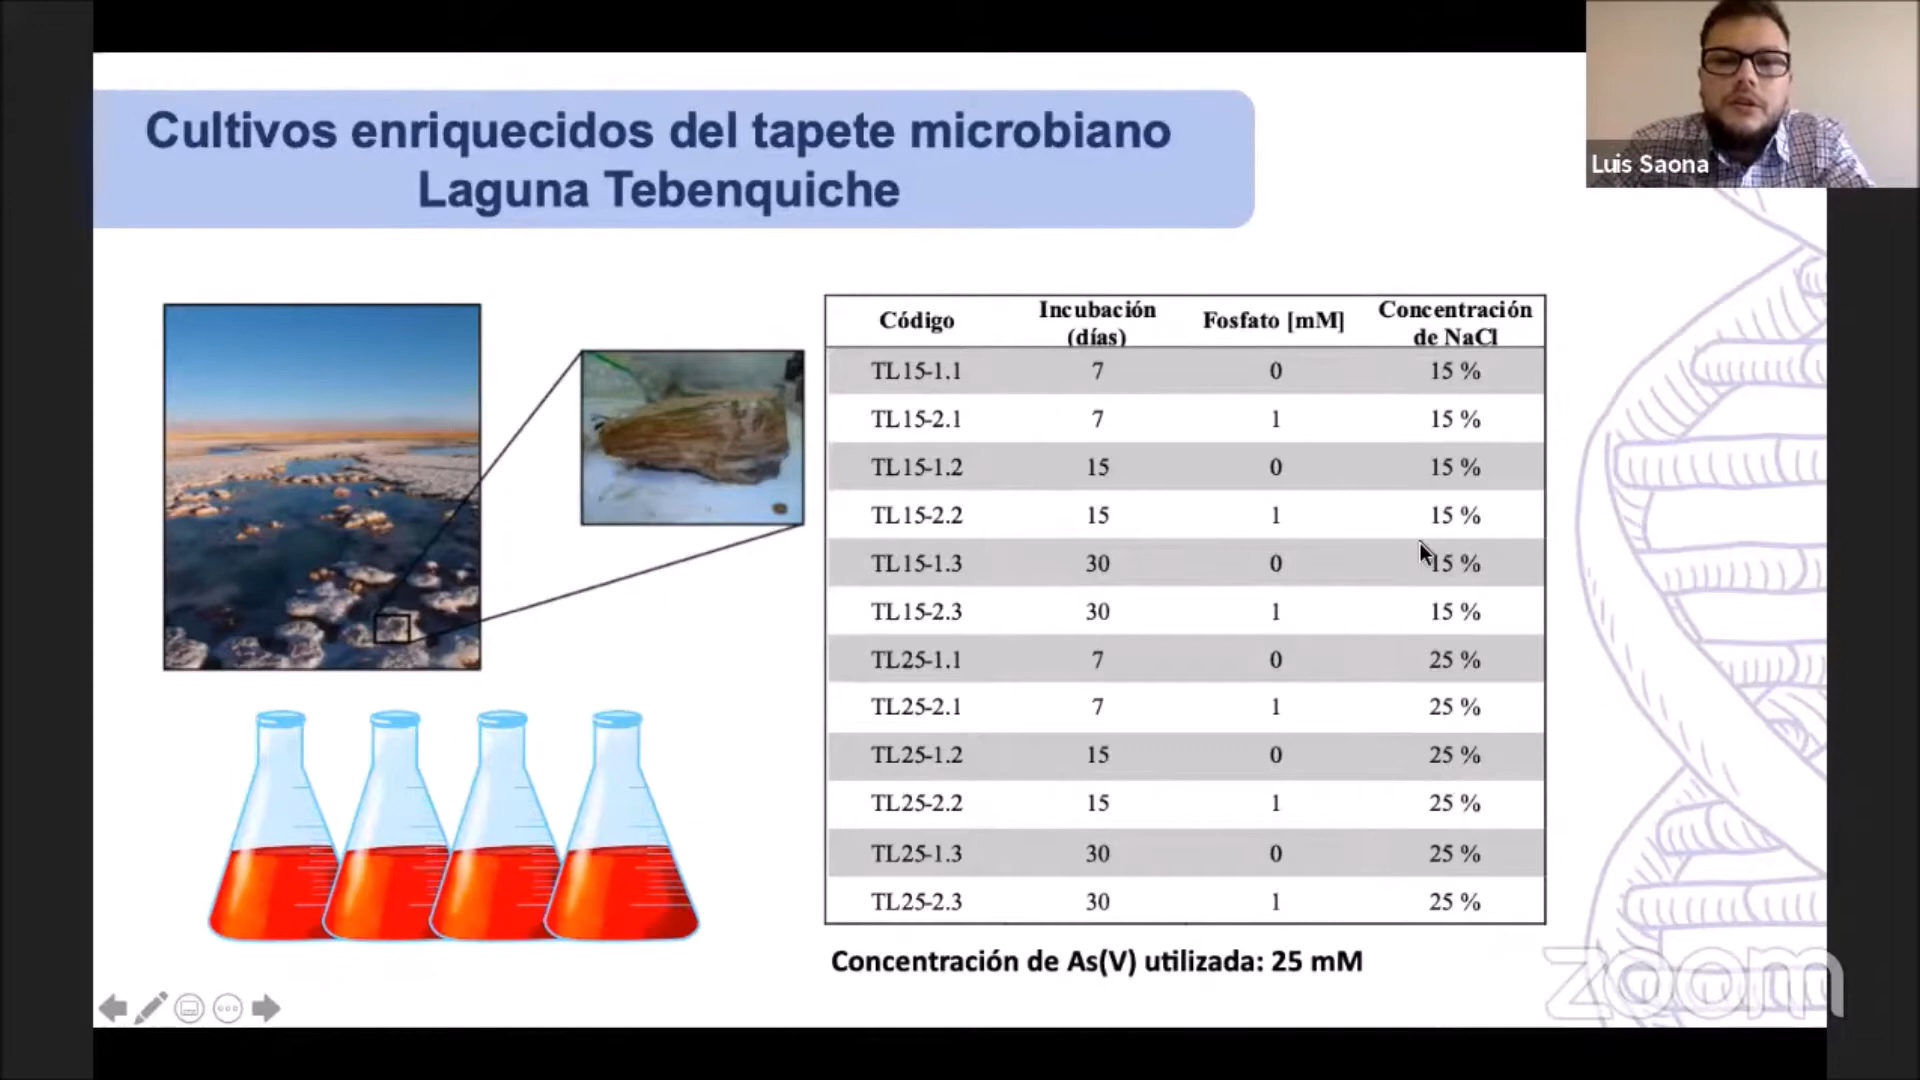 Cultivos enriquecidos del tapete microbiano
Laguna Tebenquiche
Luis Saona
Código Incubación (días) Fosfato [mM] Concentración de NaCl
TL15-1.1 7 0 15 %
TL15-2.1 7 1 15 %
TL15-1.2 15 0 15 %
TL15-2.2 15 1 15 %
TL15-1.3 30 0 15 %
TL15-2.3 30 1 15 %
TL25-1.1 7 0 25 %
TL25-2.1 7 1 25 %
TL25-1.2 15 0 25 %
TL25-2.2 15 1 25 %
TL25-1.3 30 0 25 %
TL25-2.3 30 1 25 %
Concentración de As(V) utilizada: 25 mM
zoom